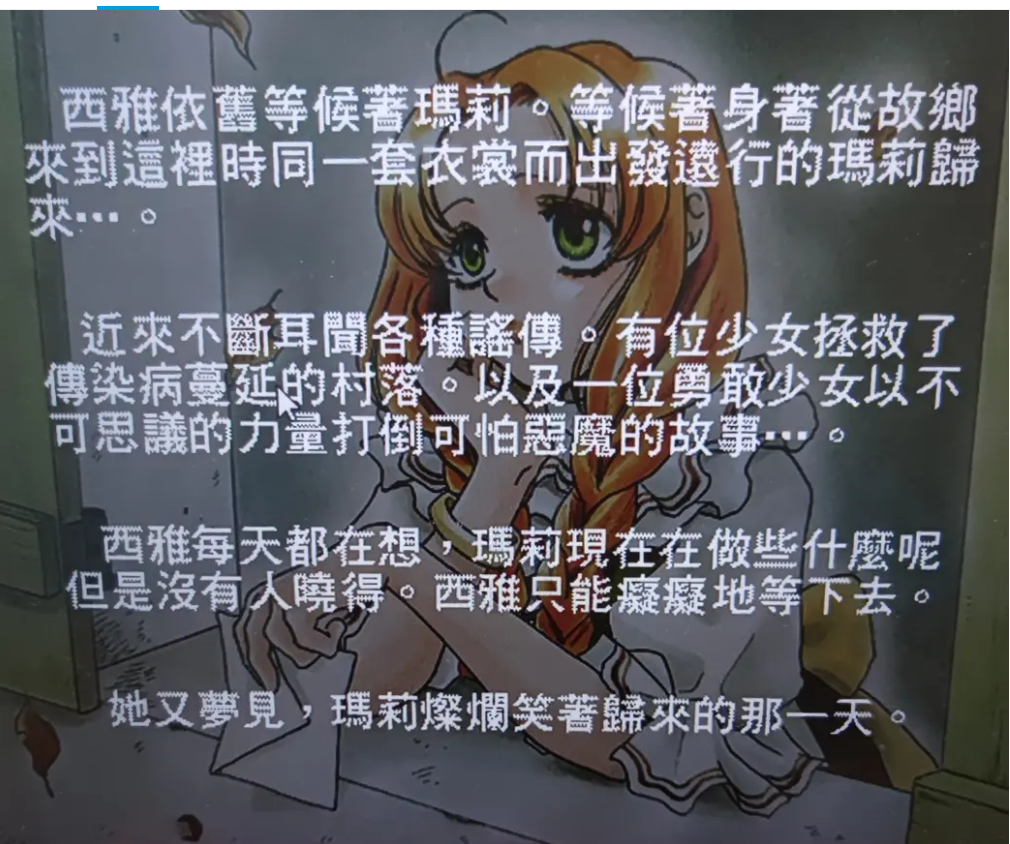 西雅依舊等候著瑪莉。等候著身著從故鄉
來到這裡時同一套衣裳而出發遠行的瑪莉歸
來…。
近來不斷耳聞各種謠傳。有位少女拯救了
傳染病蔓延的村落。以及一位勇敢少女以不
可思議的力量打倒可怕惡魔的故事…。
西雅每天都在想，瑪莉現在在做些什麼呢
但是沒有人曉得。西雅只能癡癡地等下去。
她又夢見，瑪莉燦爛笑著歸來的那一天。